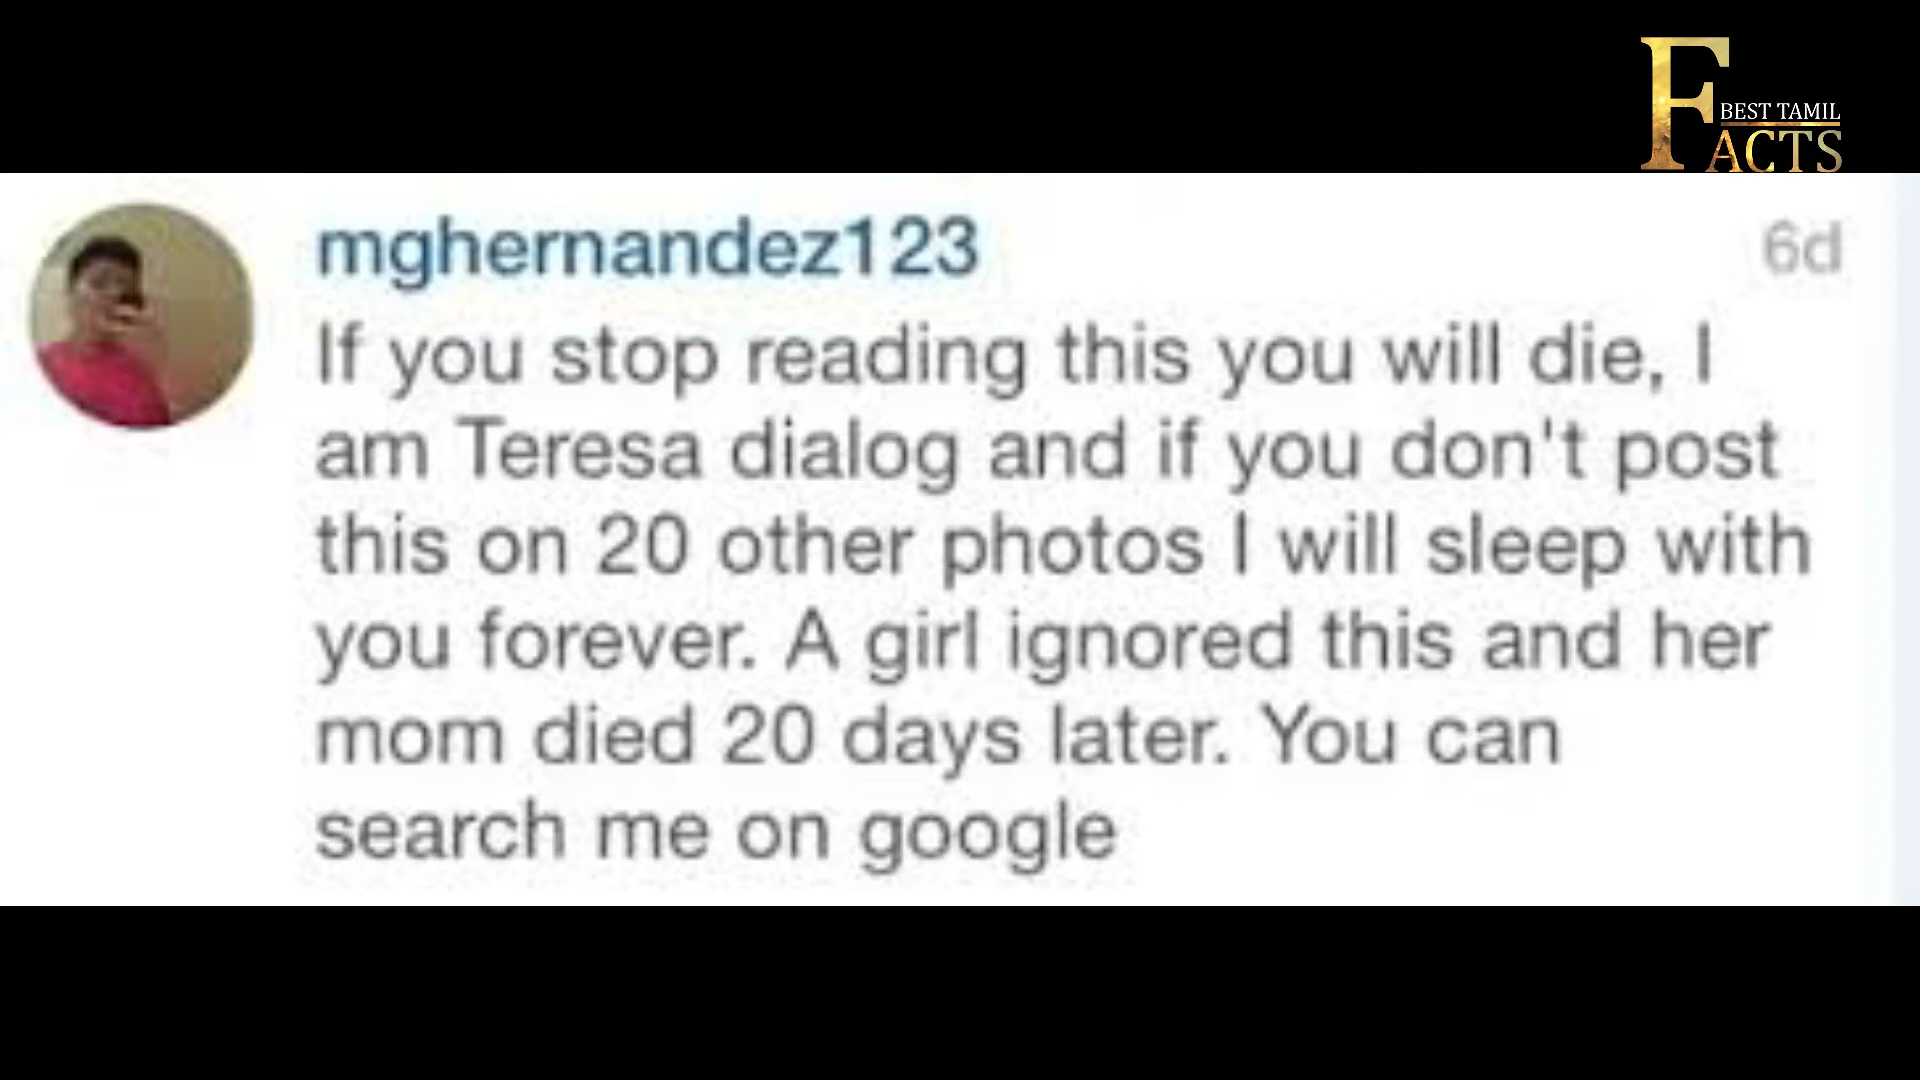 BEST TAMIL
FACTS
mghernandez123
6d
If you stop reading this you will die, I
am Teresa dialog and if you don't post
this on 20 other photos I will sleep with
you forever. A girl ignored this and her
mom died 20 days later. You can
search me on google